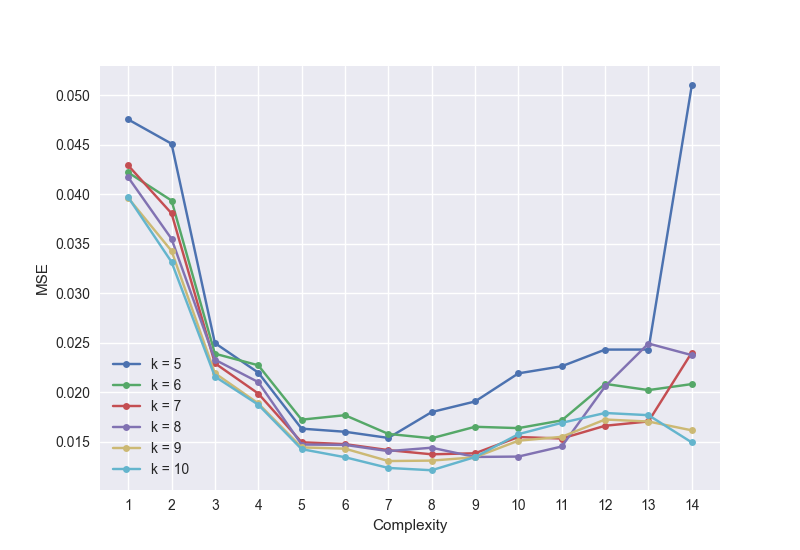 0.050
0.045
0.040
0.035
0.030
0.025
0.020
0.015
MSE
k = 5
k = 6
k = 7
k = 8
k = 9
k = 10
1 2 3 4 5 6 7 8 9 10 11 12 13 14
Complexity